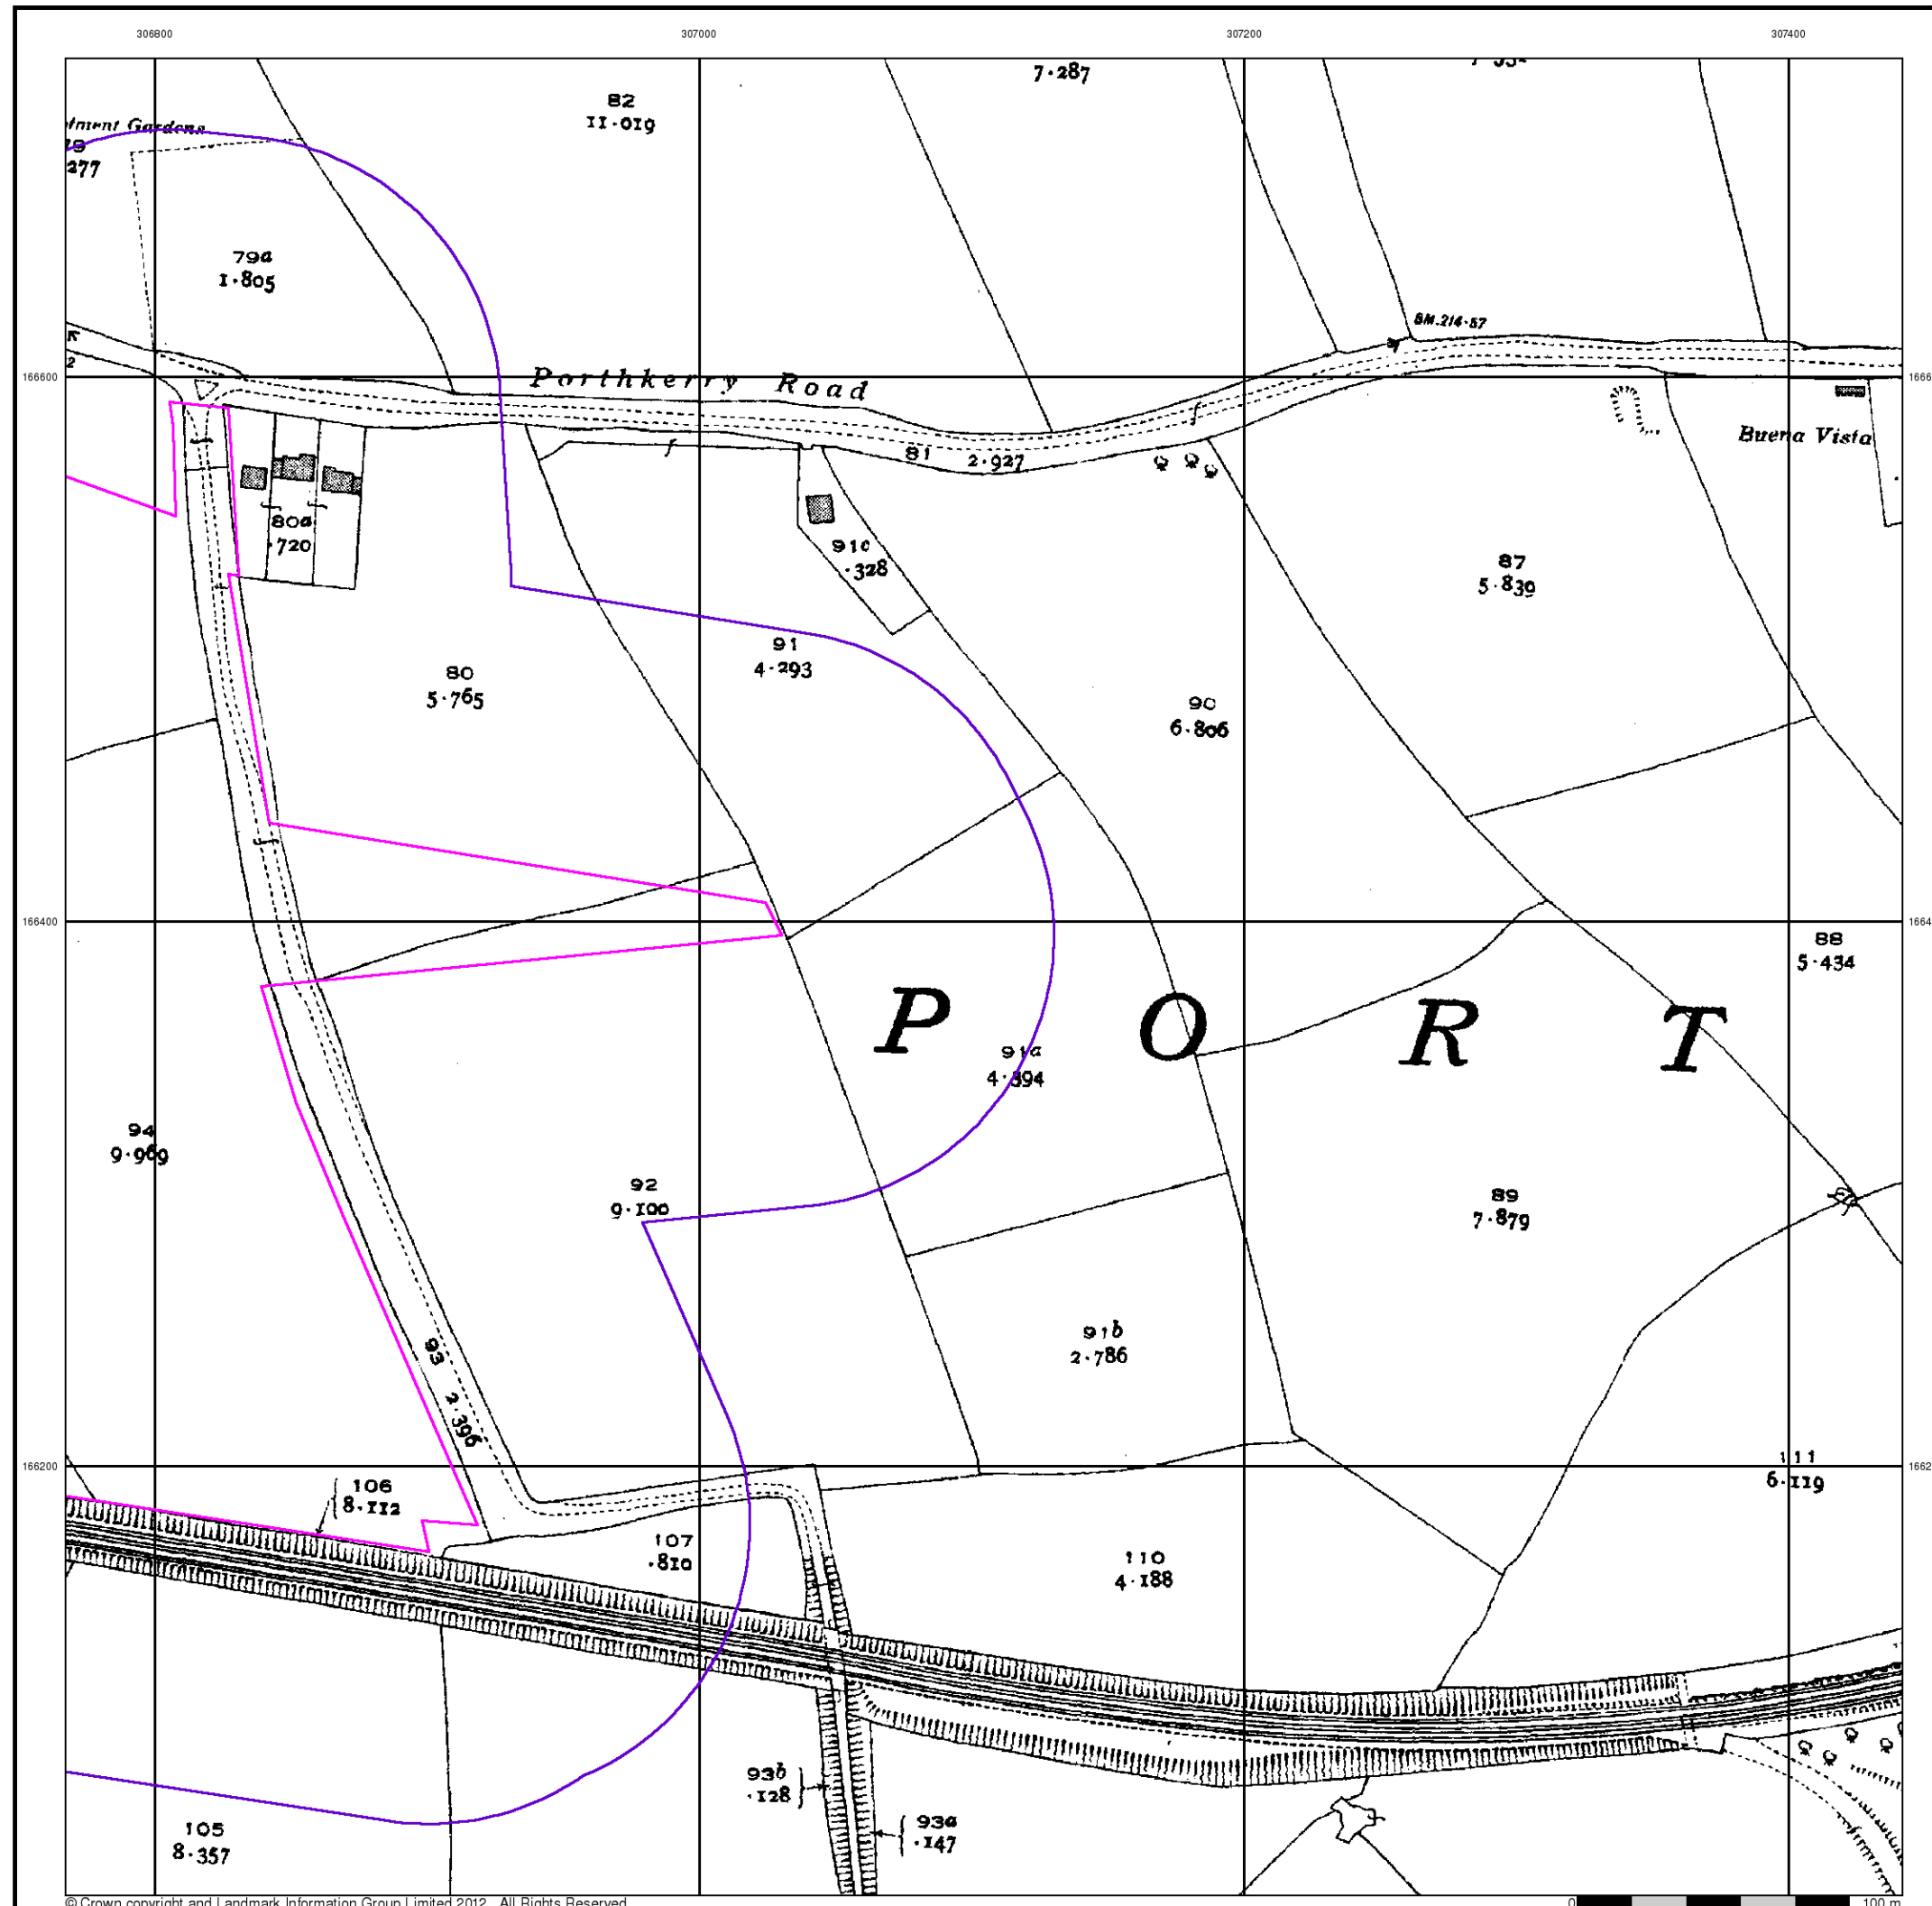 306800 307000 307200 307400
7·287
82
11·019
tment Gardens
277
79a
1·805
BM.214·57
166600
Porthkerry Road
Buena Vista
81 2·927
80a
·720
91c
·328
87
5·839
91
4·293
80
5·765
90
6·806
166400
88
5·434
P O R T
91a
4·394
94
9·969
92
9·100
89
7·879
91b
2·786
93 2·396
166200
111
6·119
106
8·112
107
·810
110
4·188
93b
·128
93a
·147
105
8·357
© Crown copyright and Landmark Information Group Limited 2012. All Rights Reserved
0 100 m